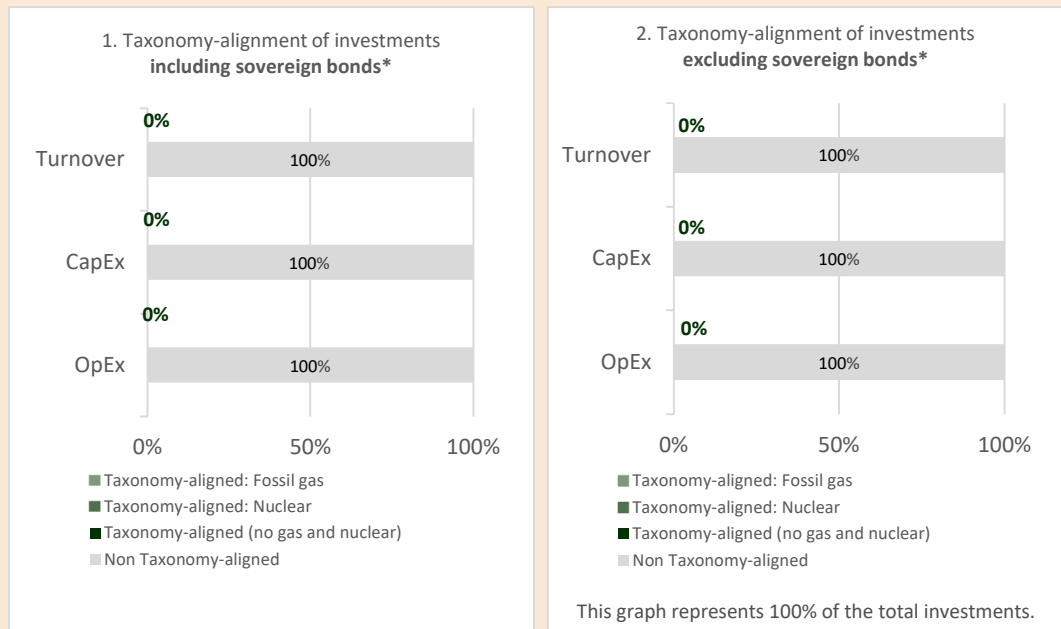 1. Taxonomy-alignment of investments
including sovereign bonds*
0%
Turnover
100%
0%
CapEx
100%
0%
OpEx
100%
0% 50% 100%
Taxonomy-aligned: Fossil gas
Taxonomy-aligned: Nuclear
Taxonomy-aligned (no gas and nuclear)
Non Taxonomy-aligned
2. Taxonomy-alignment of investments
excluding sovereign bonds*
0%
Turnover
100%
0%
CapEx
100%
0%
OpEx
100%
0% 50% 100%
Taxonomy-aligned: Fossil gas
Taxonomy-aligned: Nuclear
Taxonomy-aligned (no gas and nuclear)
Non Taxonomy-aligned
This graph represents 100% of the total investments.